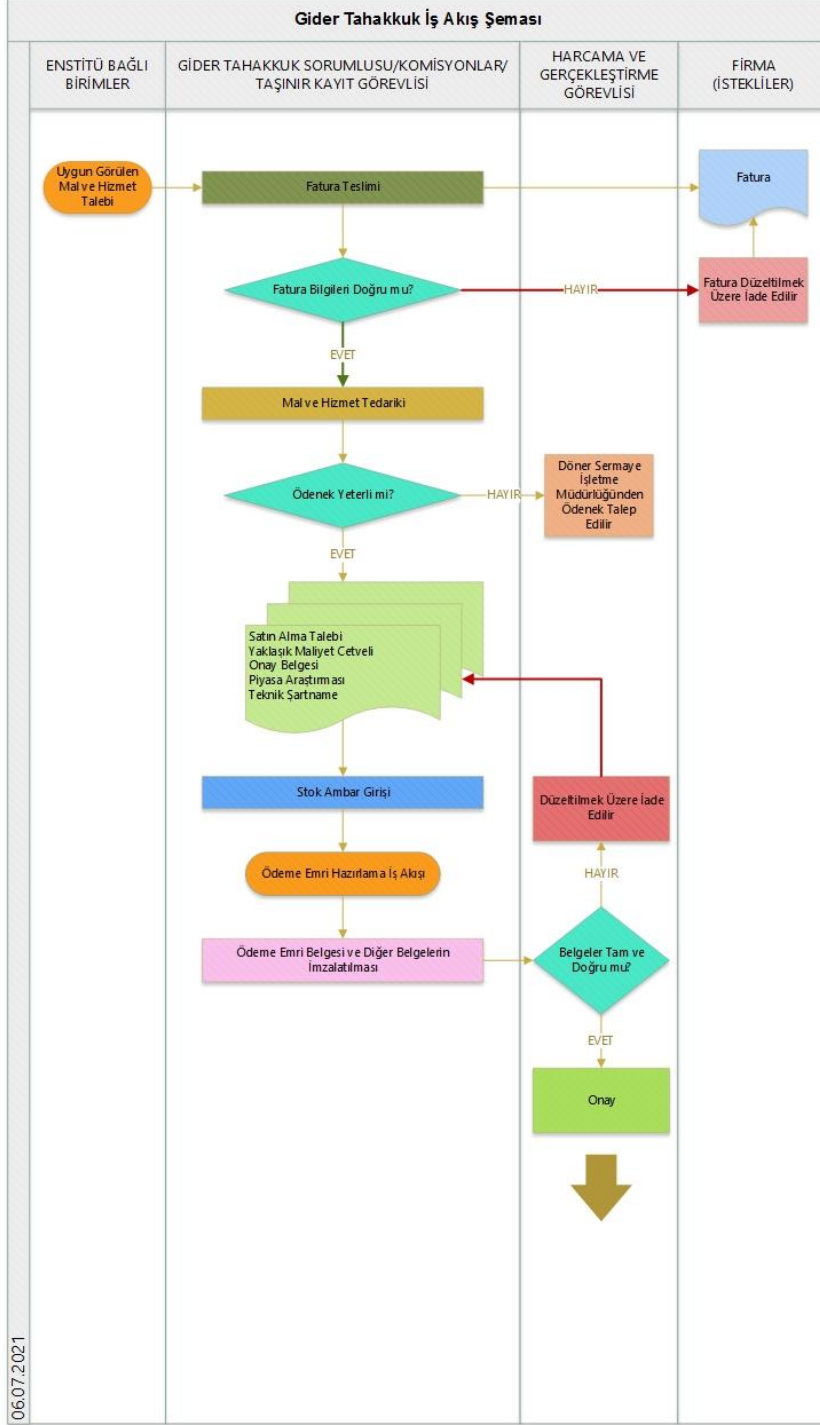 Gider Tahakkuk İş Akış Şeması
ENSTİTÜ BAĞLI
BİRİMLER
GİDER TAHAKKUK SORUMLUSU/KOMİSYONLAR/
TAŞINIR KAYIT GÖREVLİSİ
HARCAMA VE
GERÇEKLEŞTİRME
GÖREVLİSİ
FİRMA
(İSTEKLİLER)
Uygun Görülen
Mal ve Hizmet
Talebi
Fatura Teslimi
Fatura
Fatura Bilgileri Doğru mu?
HAYIR
Fatura Düzeltilmek
Üzere İade Edilir
EVET
Mal ve Hizmet Tedariki
Ödenek Yeterli mi?
HAYIR
Döner Sermaye
İşletme
Müdürlüğünden
Ödenek Talep
Edilir
EVET
Satın Alma Talebi
Yaklaşık Maliyet Cetveli
Onay Belgesi
Piyasa Araştırması
Teknik Şartname
Stok Ambar Girişi
Düzeltilmek Üzere İade
Edilir
Ödeme Emri Hazırlama İş Akışı
HAYIR
Ödeme Emri Belgesi ve Diğer Belgelerin
İmzalatılması
Belgeler Tam ve
Doğru mu?
EVET
Onay
06.07.2021